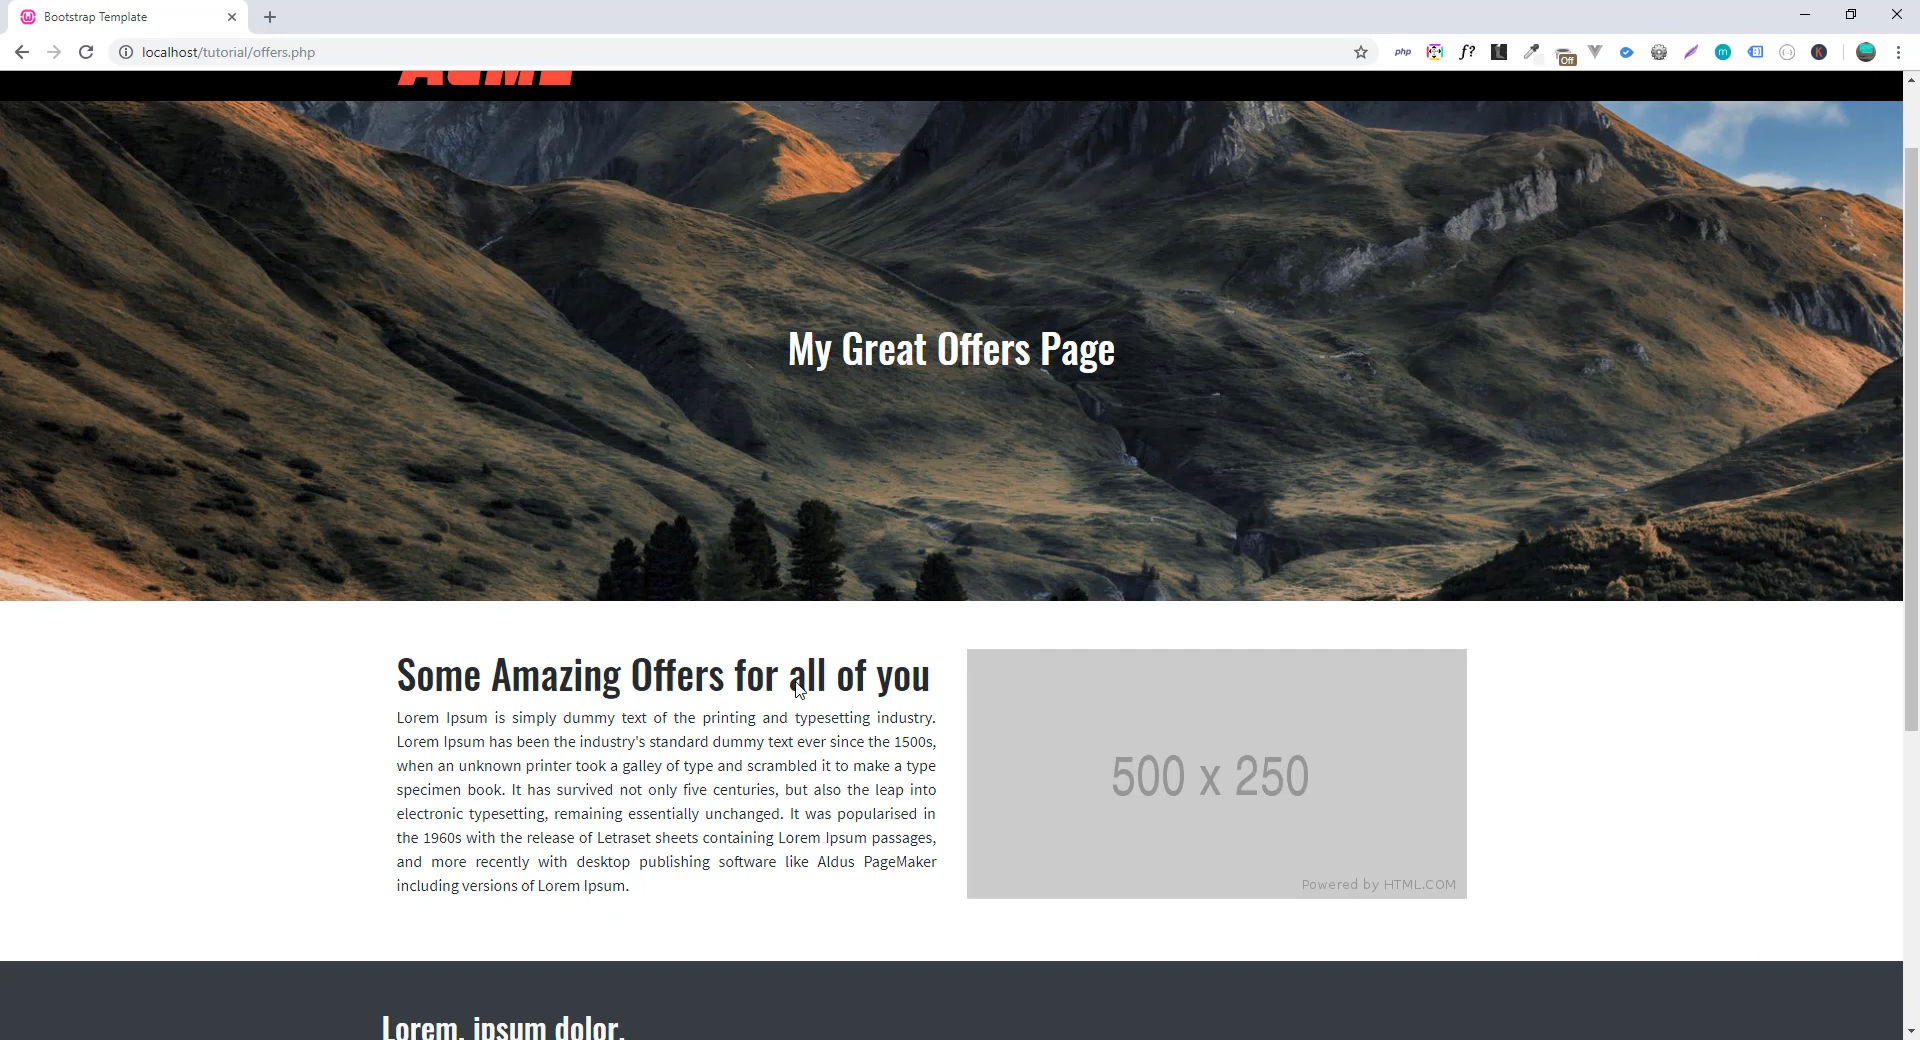 Bootstrap Template
localhost/tutorial/offers.php
php
f?
Off
m
K
ACME
My Great Offers Page
Some Amazing Offers for all of you
Lorem Ipsum is simply dummy text of the printing and typesetting industry.
Lorem Ipsum has been the industry's standard dummy text ever since the 1500s,
when an unknown printer took a galley of type and scrambled it to make a type
specimen book. It has survived not only five centuries, but also the leap into
electronic typesetting, remaining essentially unchanged. It was popularised in
the 1960s with the release of Letraset sheets containing Lorem Ipsum passages,
and more recently with desktop publishing software like Aldus PageMaker
including versions of Lorem Ipsum.
500 x 250
Powered by HTML.COM
Lorem, ipsum dolor.